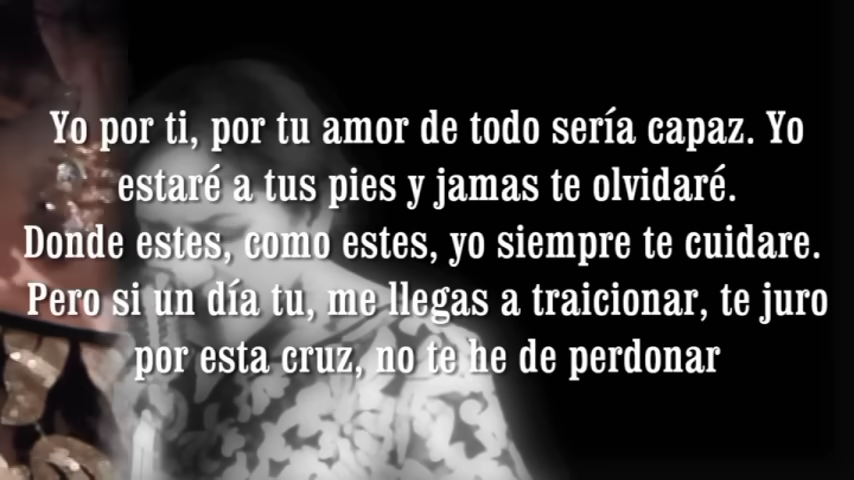 Yo por ti, por tu amor de todo sería capaz. Yo
estaré a tus pies y jamas te olvidaré.
Donde estes, como estes, yo siempre te cuidare.
Pero si un día tu, me llegas a traicionar, te juro
por esta cruz, no te he de perdonar